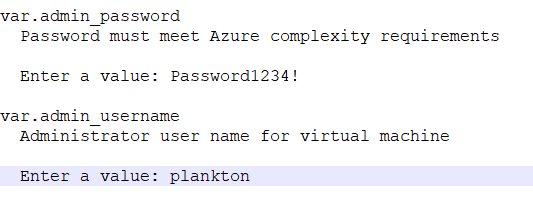 var.admin_password
Password must meet Azure complexity requirements
Enter a value: Password1234!
var.admin_username
Administrator user name for virtual machine
Enter a value: plankton